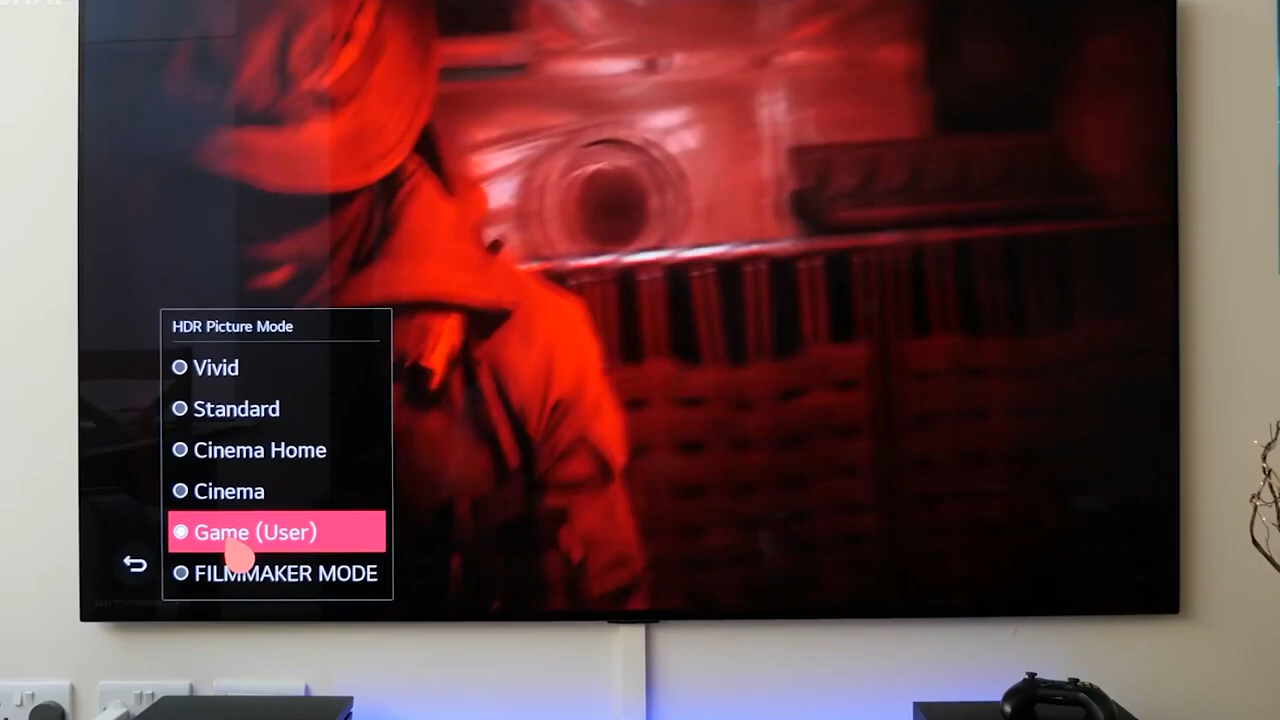 HDR Picture Mode
Vivid
Standard
Cinema Home
Cinema
Game (User)
FILMMAKER MODE